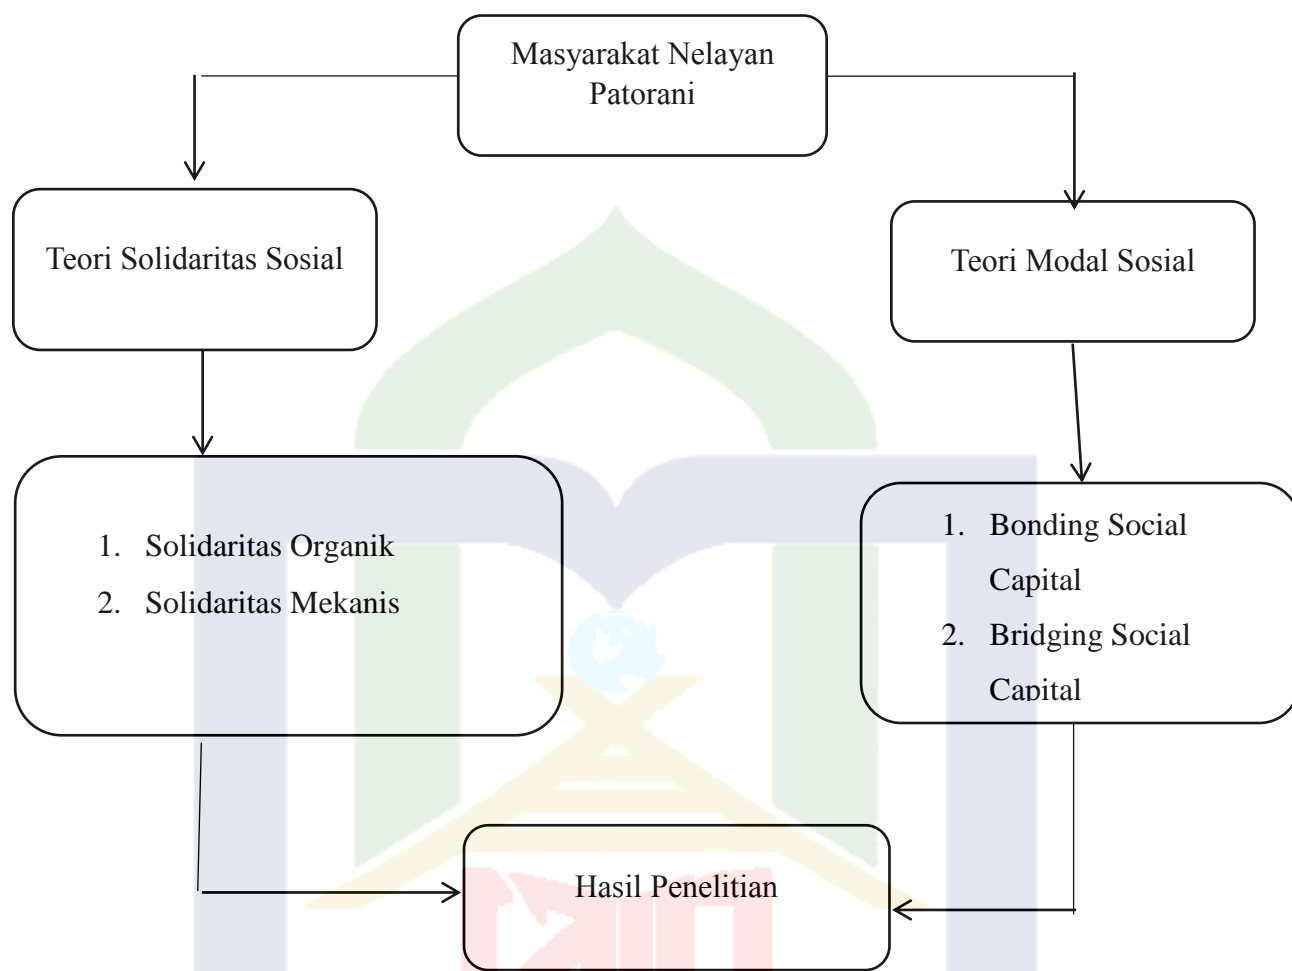 Masyarakat Nelayan
Patorani
Teori Solidaritas Sosial
Teori Modal Sosial
1. Solidaritas Organik
2. Solidaritas Mekanis
1. Bonding Social
Capital
2. Bridging Social
Capital
Hasil Penelitian